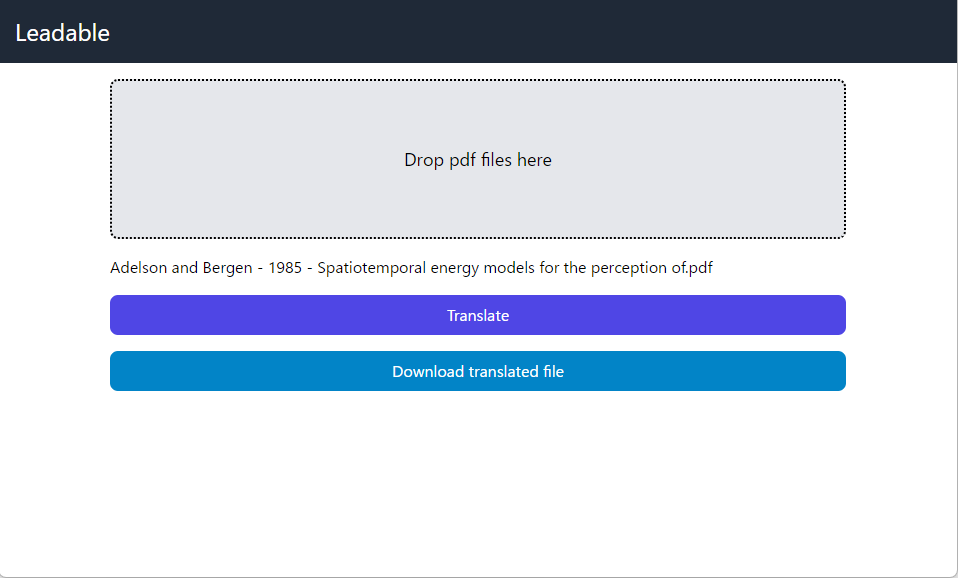 Leadable
Drop pdf files here
Adelson and Bergen - 1985 - Spatiotemporal energy models for the perception of.pdf
Translate
Download translated file